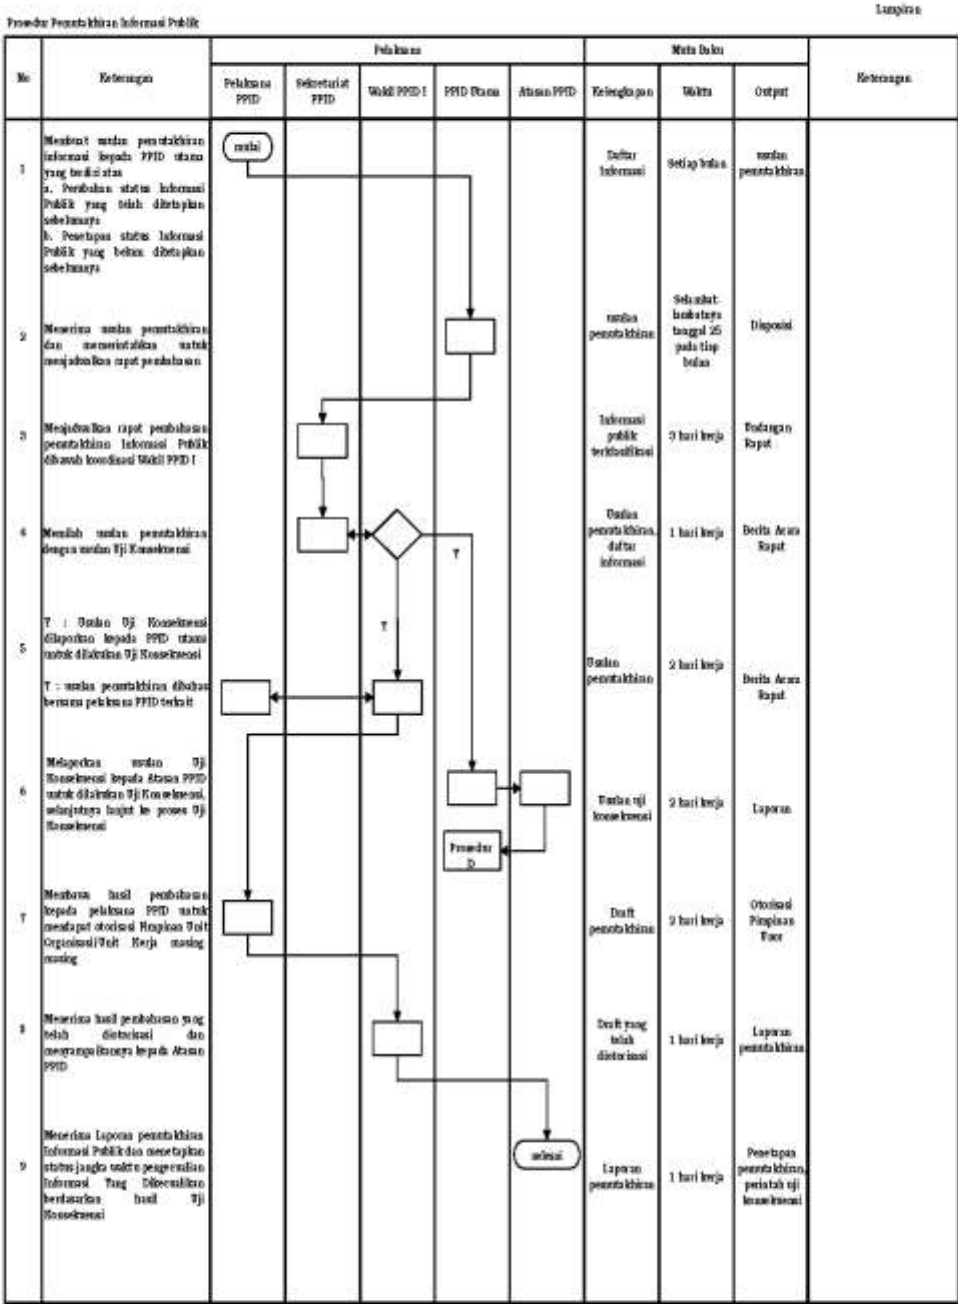 Lampiran
Prosedur Pemutakhiran Informasi Publik
No
Keterangan
Pelaksana
Mutu Baku
Keterangan
Pelaksana
PPID
Sekretariat
PPID
Wakil PPID I
PPID Utama
Atasan PPID
Kelengkapan
Waktu
Output
1
Membuat usulan pemutakhiran
informasi kepada PPID utama
yang terdiri atas
a. Perubahan status Informasi
Publik yang telah ditetapkan
sebelumnya
b. Penetapan status Informasi
Publik yang belum ditetapkan
sebelumnya
mulai
Daftar
Informasi
Setiap bulan
usulan
pemutakhiran
2
Menerima usulan pemutakhiran
dan memerintahkan untuk
menjadwalkan rapat pembahasan
usulan
pemutakhiran
Selambat-
lambatnya
tanggal 25
pada tiap
bulan
Disposisi
3
Menjadwalkan rapat pembahasan
pemutakhiran Informasi Publik
dibawah koordinasi Wakil PPID I
Informasi
publik
terklasifikasi
3 hari kerja
Undangan
Rapat
4
Memilah usulan pemutakhiran
dengan usulan Uji Konsekuensi
Y
Usulan
pemutakhiran,
daftar
informasi
1 hari kerja
Berita Acara
Rapat
5
Y : Usulan Uji Konsekuensi
dilaporkan kepada PPID utama
untuk dilakukan Uji Konsekuensi
T : usulan pemutakhiran dibahas
bersama pelaksana PPID terkait
T
Usulan
pemutakhiran
2 hari kerja
Berita Acara
Rapat
6
Melaporkan usulan Uji
Konsekuensi kepada Atasan PPID
untuk dilakukan Uji Konsekuensi,
selanjutnya lanjut ke proses Uji
Konsekuensi
Prosedur
D
Usulan uji
konsekuensi
2 hari kerja
Laporan
7
Membawa hasil pembahasan
kepada pelaksana PPID untuk
mendapat otorisasi Pimpinan Unit
Organisasi/Unit Kerja masing
masing
Draft
pemutakhiran
2 hari kerja
Otorisasi
Pimpinan
Unor
8
Menerima hasil pembahasan yang
telah diotorisasi dan
menyampaikannya kepada Atasan
PPID
Draft yang
telah
diotorisasi
1 hari kerja
Laporan
pemutakhiran
9
Menerima Laporan pemutakhiran
Informasi Publik dan menetapkan
status jangka waktu pengecualian
Informasi Yang Dikecualikan
berdasarkan hasil Uji
Konsekuensi
selesai
Laporan
pemutakhiran
1 hari kerja
Penetapan
pemutakhiran,
perintah uji
konsekuensi